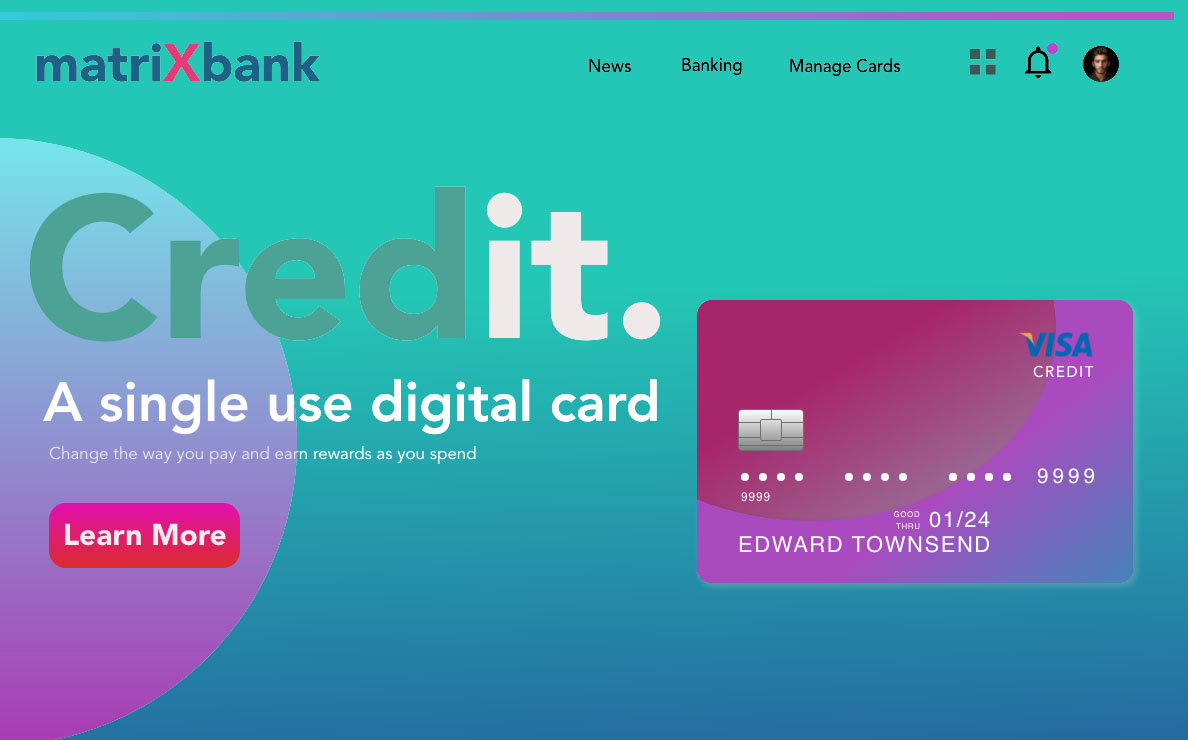 matriXbank
News
Banking
Manage Cards
Credit.
A single use digital card
Change the way you pay and earn rewards as you spend
Learn More
VISA
CREDIT
9999
9999
GOOD
THRU
01/24
EDWARD TOWNSEND